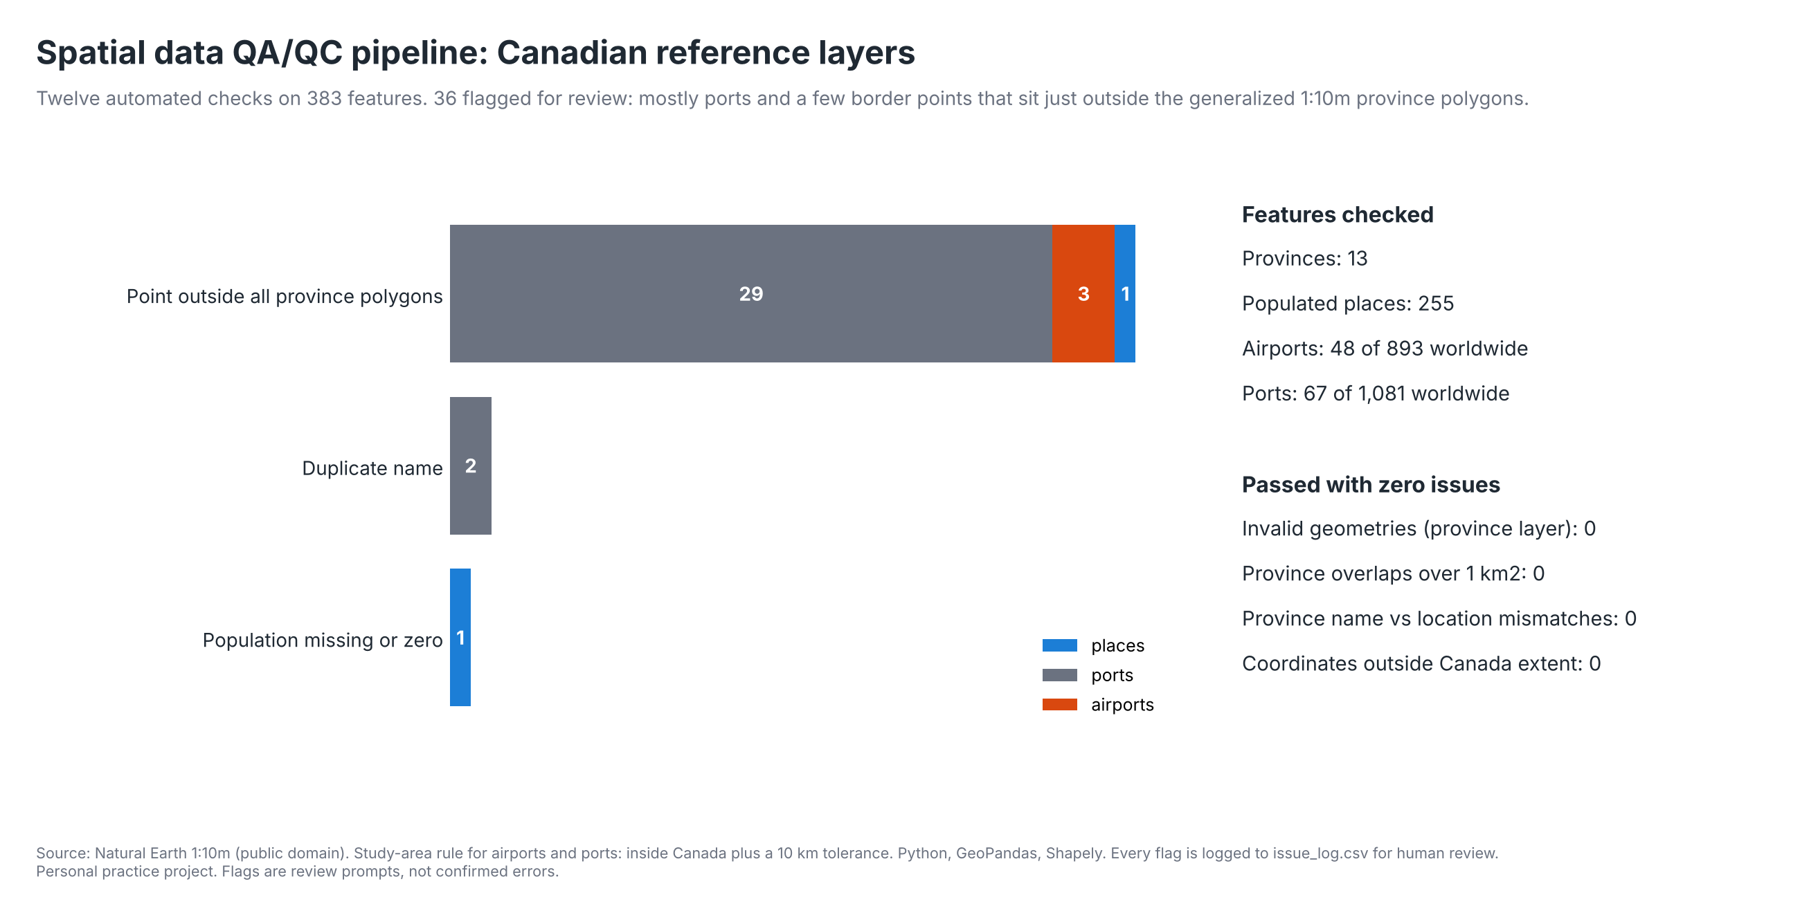 Spatial data QA/QC pipeline: Canadian reference layers
Twelve automated checks on 383 features. 36 flagged for review: mostly ports and a few border points that sit just outside the generalized 1:10m province polygons.
Point outside all province polygons
29
3
1
Duplicate name
2
Population missing or zero
1
places
ports
airports
Features checked
Provinces: 13
Populated places: 255
Airports: 48 of 893 worldwide
Ports: 67 of 1,081 worldwide
Passed with zero issues
Invalid geometries (province layer): 0
Province overlaps over 1 km2: 0
Province name vs location mismatches: 0
Coordinates outside Canada extent: 0
Source: Natural Earth 1:10m (public domain). Study-area rule for airports and ports: inside Canada plus a 10 km tolerance. Python, GeoPandas, Shapely. Every flag is logged to issue_log.csv for human review.
Personal practice project. Flags are review prompts, not confirmed errors.